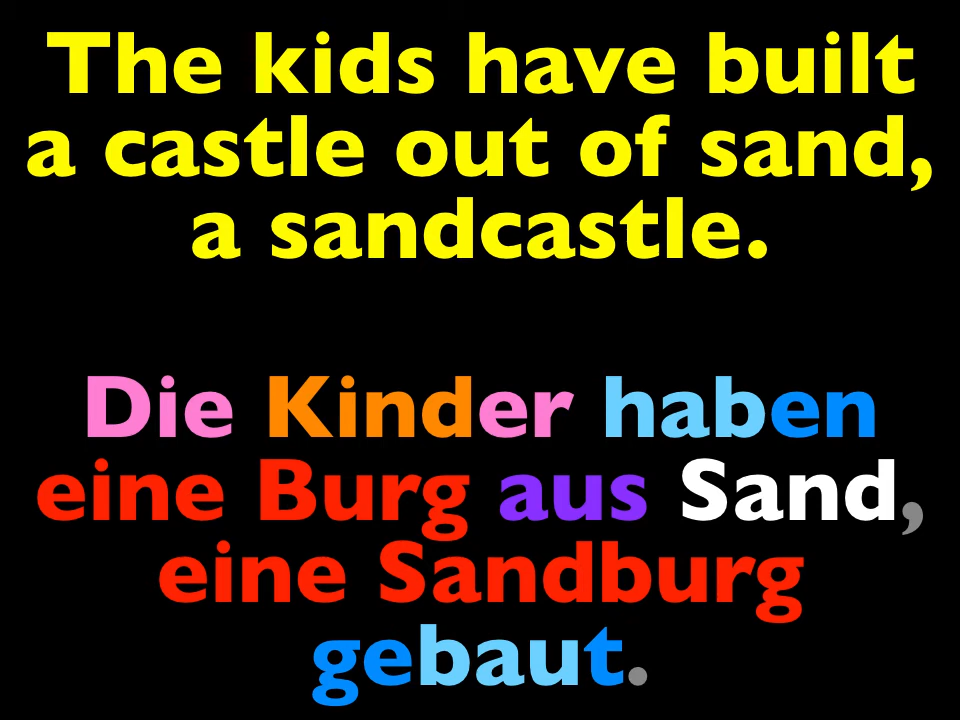 The kids have built
a castle out of sand,
a sandcastle.
Die Kinder haben
eine Burg aus Sand,
eine Sandburg
gebaut.